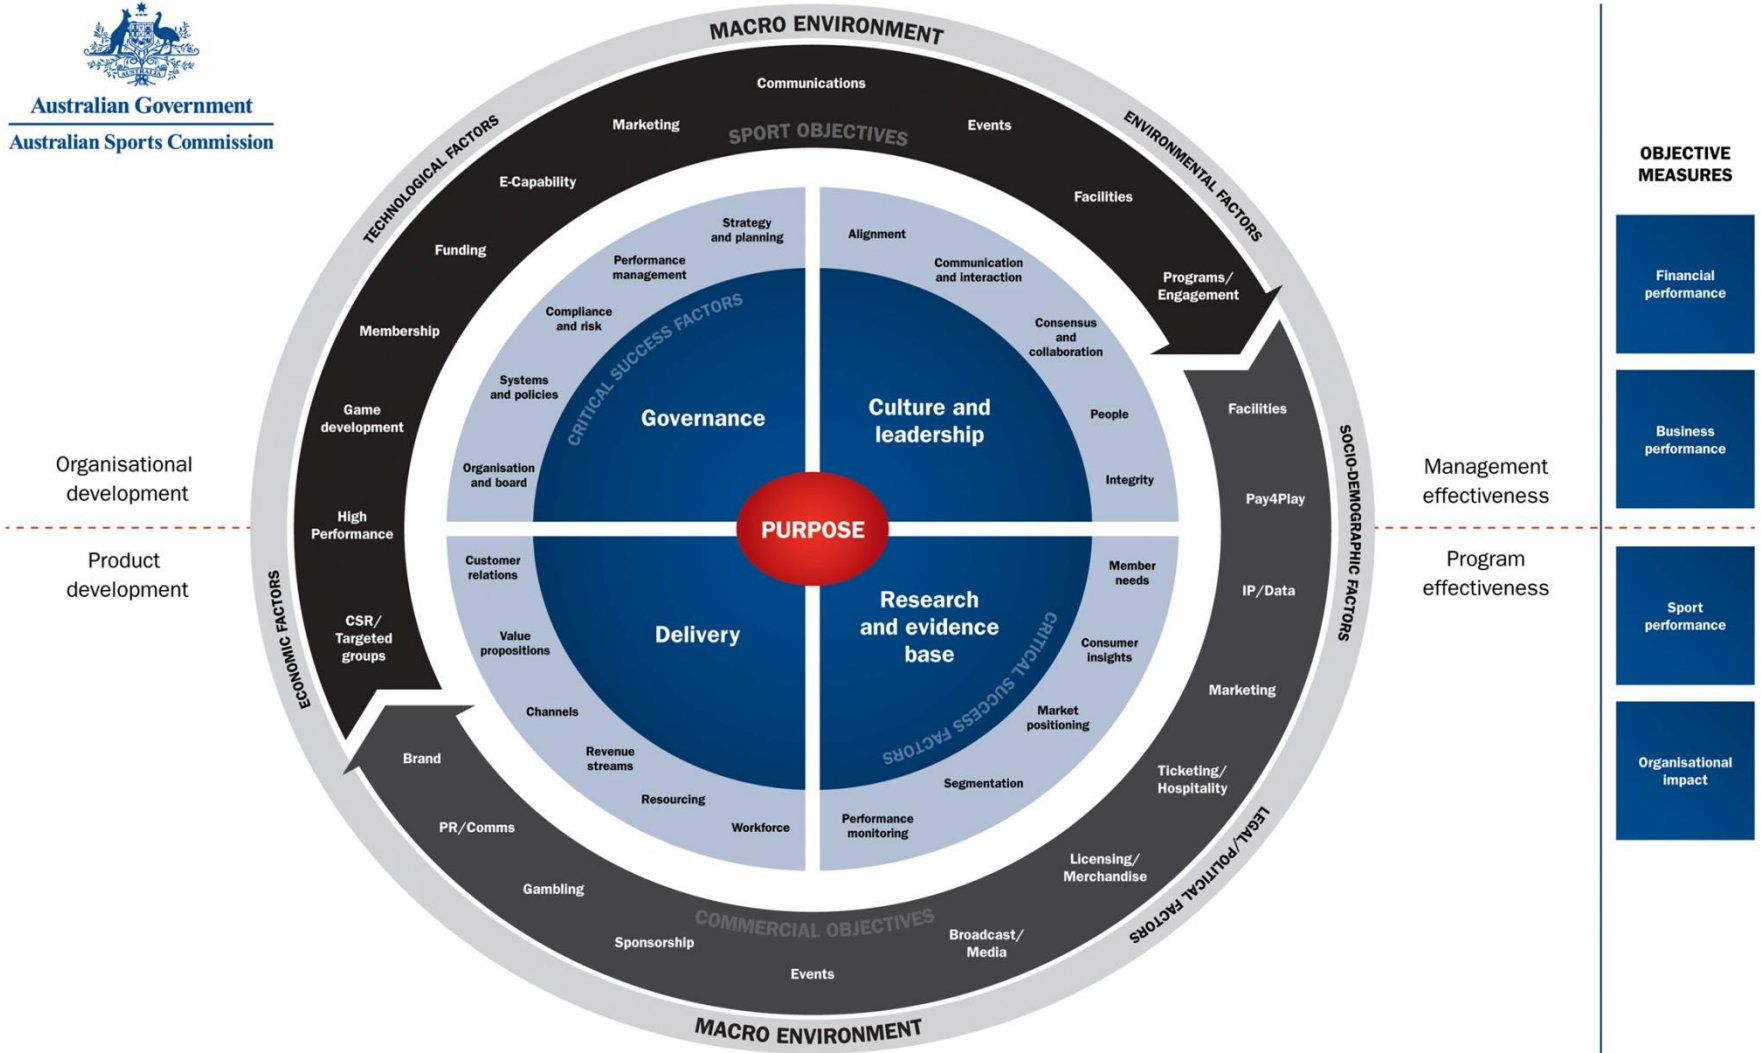 AUSTRALIA
Australian Government
Australian Sports Commission
MACRO ENVIRONMENT
TECHNOLOGICAL FACTORS
ENVIRONMENTAL FACTORS
SOCIO-DEMOGRAPHIC FACTORS
LEGAL/POLITICAL FACTORS
ECONOMIC FACTORS
MACRO ENVIRONMENT
SPORT OBJECTIVES
CSR/
Targeted
groups
High
Performance
Game
development
Membership
Funding
E-Capability
Marketing
Communications
Events
Facilities
Programs/
Engagement
Facilities
Pay4Play
IP/Data
Marketing
Ticketing/
Hospitality
Licensing/
Merchandise
Broadcast/
Media
Events
Sponsorship
Gambling
PR/Comms
Brand
COMMERCIAL OBJECTIVES
CRITICAL SUCCESS FACTORS
Governance
Strategy
and planning
Performance
management
Compliance
and risk
Systems
and policies
Organisation
and board
Culture and
leadership
Alignment
Communication
and interaction
Consensus
and
collaboration
People
Integrity
PURPOSE
Delivery
Customer
relations
Value
propositions
Channels
Revenue
streams
Resourcing
Workforce
Research
and evidence
base
CRITICAL SUCCESS FACTORS
Member
needs
Consumer
insights
Market
positioning
Segmentation
Performance
monitoring
Organisational
development
Product
development
Management
effectiveness
Program
effectiveness
OBJECTIVE
MEASURES
Financial
performance
Business
performance
Sport
performance
Organisational
impact